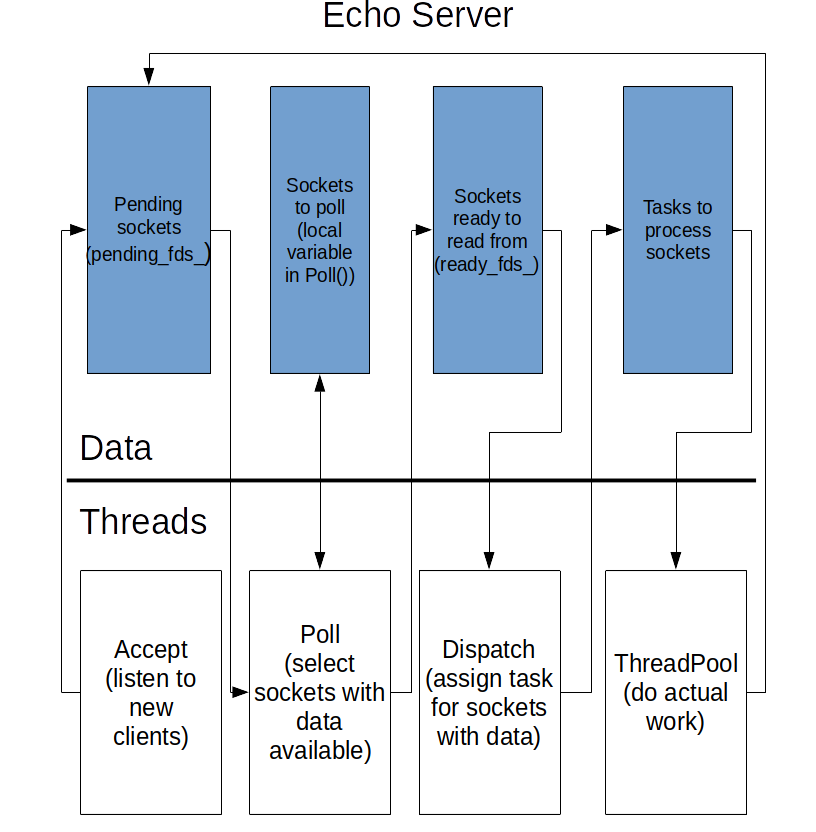 Echo Server
Pending
sockets
(pending_fds_)
Sockets
to poll
(local
variable
in Poll())
Sockets
ready to
read from
(ready_fds_)
Tasks to
process
sockets
Data
Threads
Accept
(listen to
new
clients)
Poll
(select
sockets with
data
available)
Dispatch
(assign task
for sockets
with data)
ThreadPool
(do actual
work)